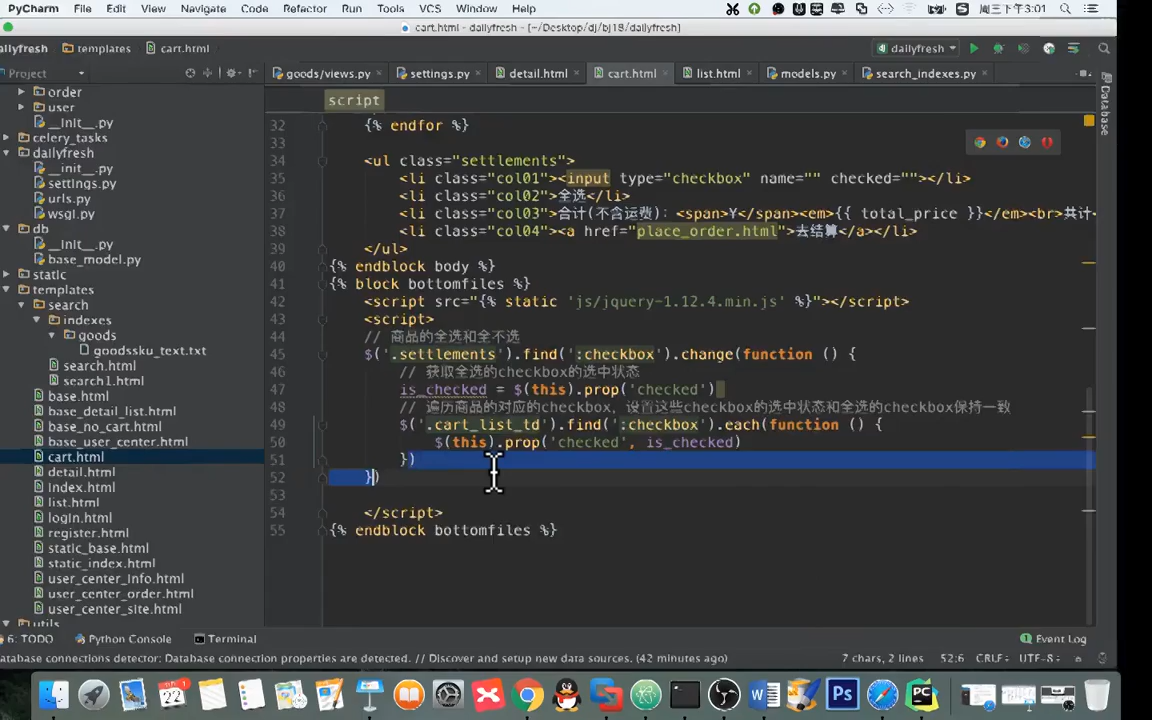 PyCharm File Edit View Navigate Code Refactor Run Tools VCS Window Help 周三下午3:01
cart.html - dailyfresh - [~/Desktop/dj/bj18/dailyfresh]
ailyfresh templates cart.html dailyfresh
Project goods/views.py settings.py detail.html cart.html list.html models.py search_indexes.py
Database
script
order
user
__init__.py
celery_tasks
dailyfresh
__init__.py
settings.py
urls.py
wsgi.py
db
__init__.py
base_model.py
static
templates
search
indexes
goods
goodssku_text.txt
search.html
search1.html
base.html
base_detail_list.html
base_no_cart.html
base_user_center.html
cart.html
detail.html
index.html
list.html
login.html
register.html
static_base.html
static_index.html
user_center_info.html
user_center_order.html
user_center_site.html
utils
32 {% endfor %}
33
34 <ul class="settlements">
35 <li class="col01"><input type="checkbox" name="" checked=""></li>
36 <li class="col02">全选</li>
37 <li class="col03">合计(不含运费): <span>¥</span><em>{{ total_price }}</em><br>共计
38 <li class="col04"><a href="place_order.html">去结算</a></li>
39 </ul>
40 {% endblock body %}
41 {% block bottomfiles %}
42 <script src="{% static 'js/jquery-1.12.4.min.js' %}"></script>
43 <script>
44 // 商品的全选和全不选
45 $('.settlements').find(':checkbox').change(function () {
46 // 获取全选的checkbox的选中状态
47 is_checked = $(this).prop('checked')
48 // 遍历商品的对应的checkbox, 设置这些checkbox的选中状态和全选的checkbox保持一致
49 $('.cart_list_td').find(':checkbox').each(function () {
50 $(this).prop('checked', is_checked)
51 })
52 })
53
54 </script>
55 {% endblock bottomfiles %}
6: TODO Python Console Terminal Event Log
atabase connections detector: Database connection properties are detected. // Discover and setup new data sources. (42 minutes ago) 7 chars, 2 lines 52:6 CRLF UTF-8